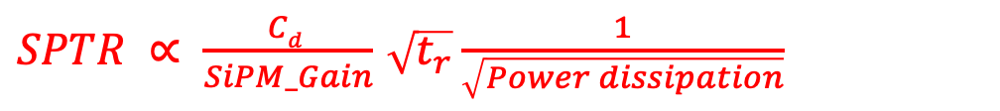 SPTR ∝ C_d / SiPM_Gain √t_r 1 / √Power dissipation